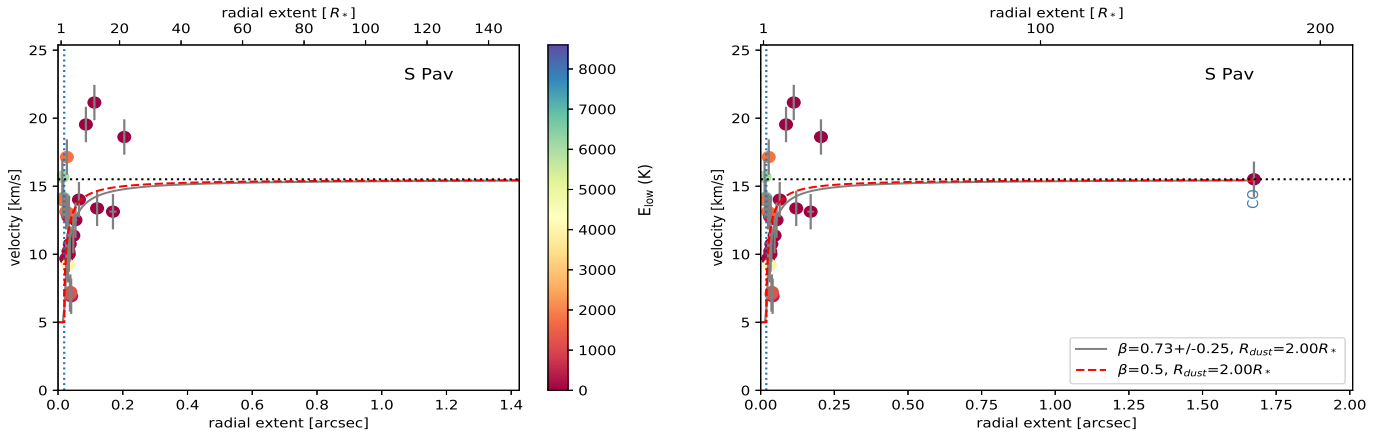 radial extent [ R* ]
1 20 40 60 80 100 120 140
25
20
15
10
5
0
velocity [km/s]
S Pav
0.0 0.2 0.4 0.6 0.8 1.0 1.2 1.4
radial extent [arcsec]
8000
7000
6000
5000
4000
3000
2000
1000
0
Elow (K)
radial extent [ R* ]
1 100 200
25
20
15
10
5
0
velocity [km/s]
S Pav
CO
β=0.73+/-0.25, Rdust=2.00R*
β=0.5, Rdust=2.00R*
0.00 0.25 0.50 0.75 1.00 1.25 1.50 1.75 2.00
radial extent [arcsec]